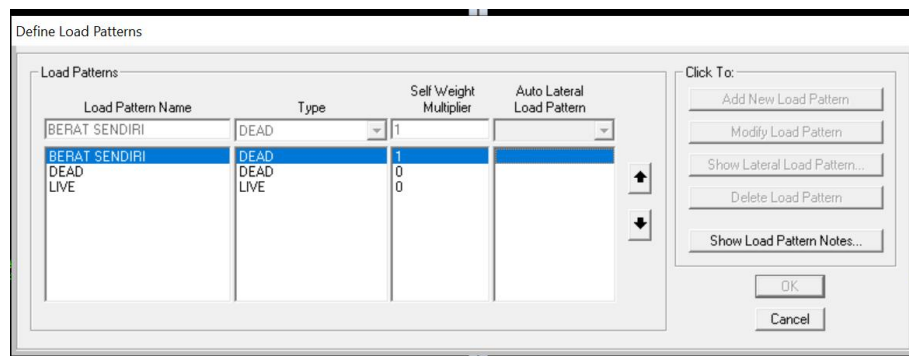 Define Load Patterns
Load Patterns
Click To:
Load Pattern Name Type Self Weight Multiplier Auto Lateral Load Pattern
BERAT SENDIRI DEAD 1
BERAT SENDIRI DEAD 1
DEAD DEAD 0
LIVE LIVE 0
Add New Load Pattern
Modify Load Pattern
Show Lateral Load Pattern...
Delete Load Pattern
Show Load Pattern Notes...
OK
Cancel